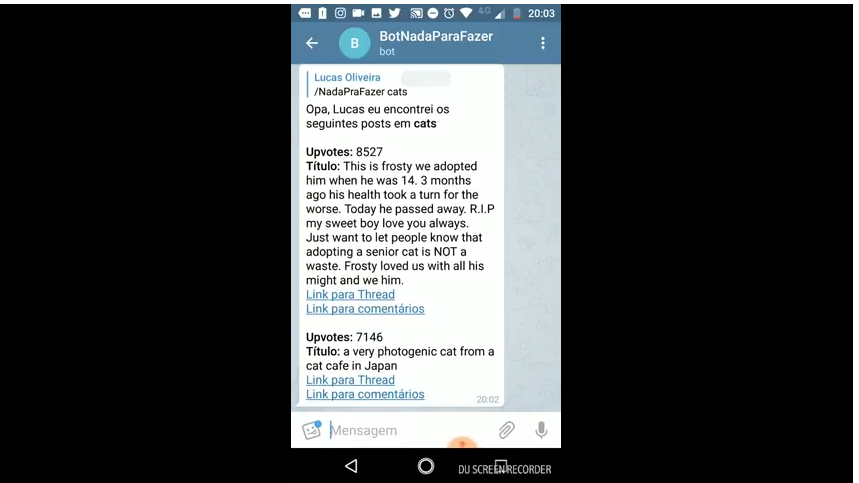 4G 20:03
B BotNadaParaFazer
bot
Lucas Oliveira
/NadaPraFazer cats
Opa, Lucas eu encontrei os
seguintes posts em cats
Upvotes: 8527
Título: This is frosty we adopted
him when he was 14. 3 months
ago his health took a turn for the
worse. Today he passed away. R.I.P
my sweet boy love you always.
Just want to let people know that
adopting a senior cat is NOT a
waste. Frosty loved us with all his
might and we him.
Link para Thread
Link para comentários
Upvotes: 7146
Título: a very photogenic cat from a
cat cafe in Japan
Link para Thread
Link para comentários
20:02
Mensagem
DU SCREEN RECORDER